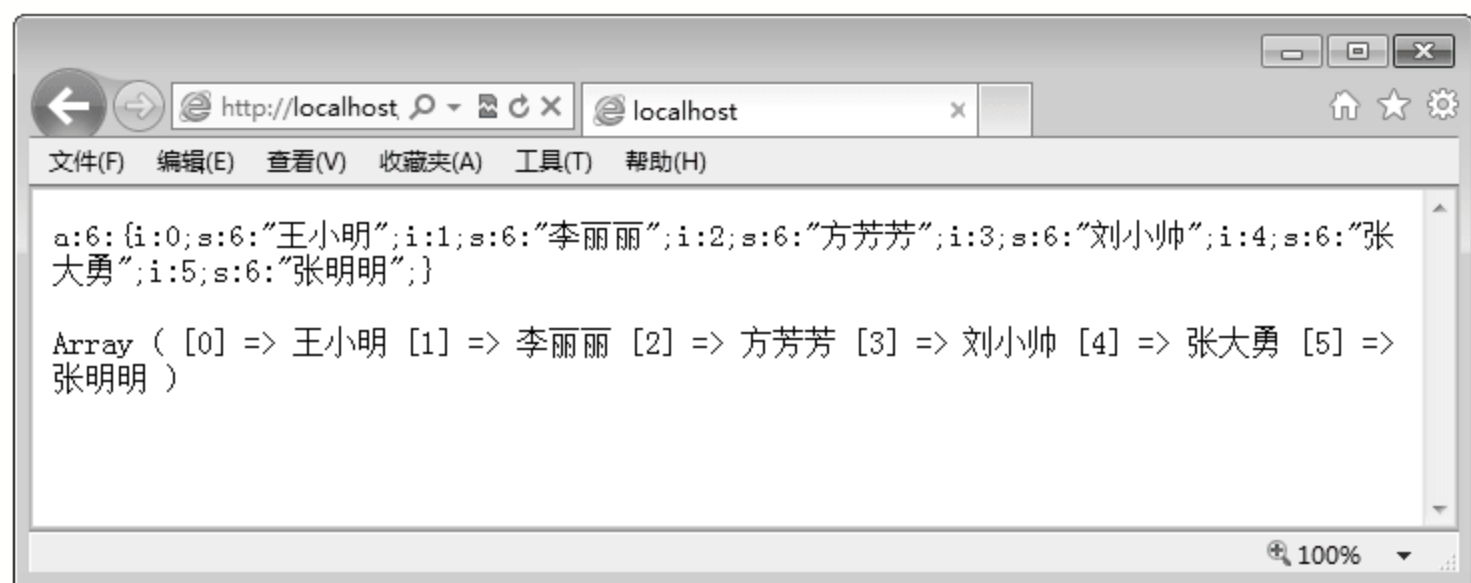 http://localhost
localhost
文件(F) 编辑(E) 查看(V) 收藏夹(A) 工具(T) 帮助(H)
a:6:{i:0;s:6:"王小明";i:1;s:6:"李丽丽";i:2;s:6:"方芳芳";i:3;s:6:"刘小帅";i:4;s:6:"张
大勇";i:5;s:6:"张明明";}
Array ( [0] => 王小明 [1] => 李丽丽 [2] => 方芳芳 [3] => 刘小帅 [4] => 张大勇 [5] =>
张明明 )
100%